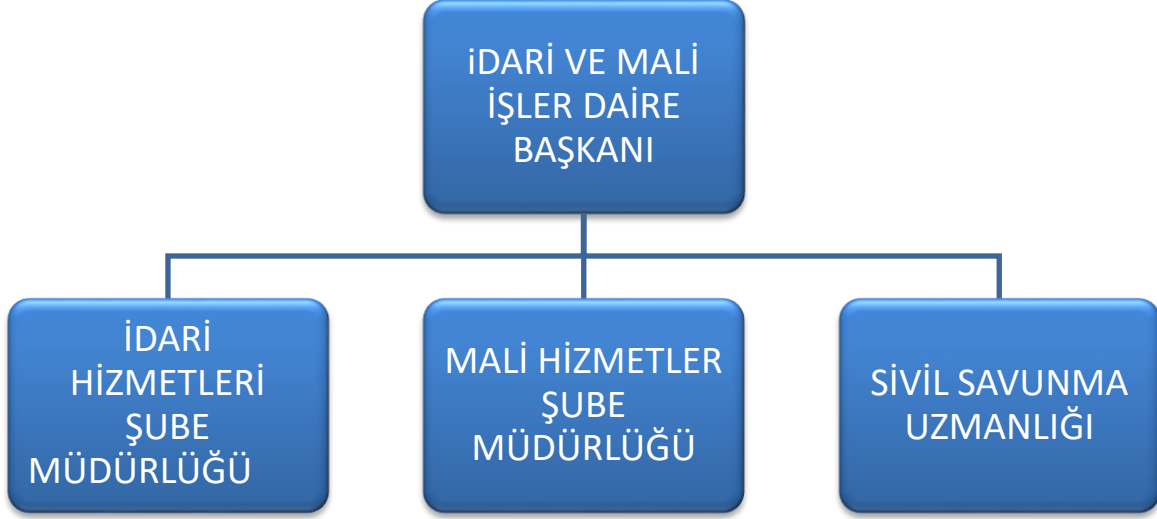 iDARİ VE MALİ
İŞLER DAİRE
BAŞKANI
İDARİ
HİZMETLERİ
ŞUBE
MÜDÜRLÜĞÜ
MALİ HİZMETLER
ŞUBE
MÜDÜRLÜĞÜ
SİVİL SAVUNMA
UZMANLIĞI